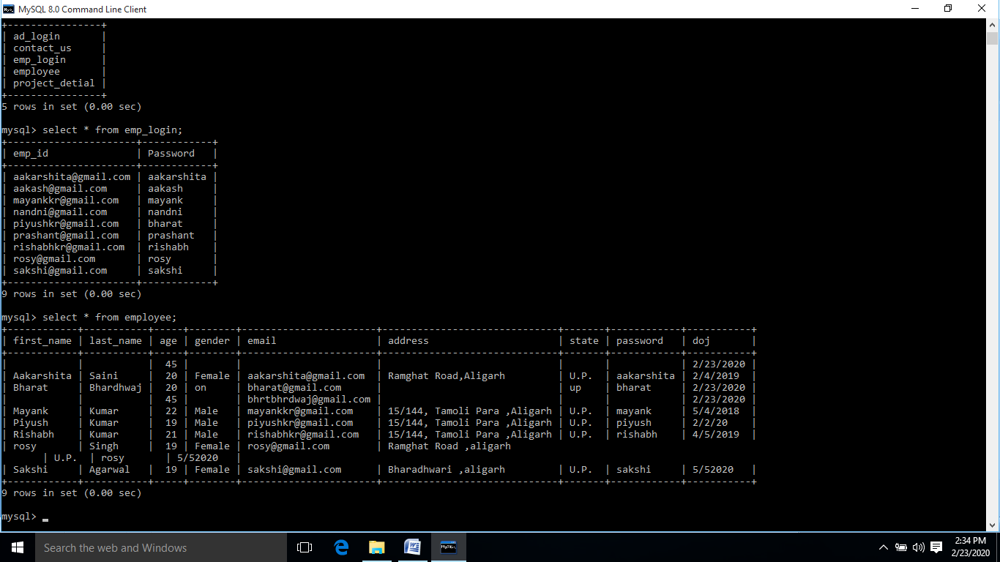 MySQL 8.0 Command Line Client
+----------------+
| ad_login       |
| contact_us     |
| emp_login      |
| employee       |
| project_detial |
+----------------+
5 rows in set (0.00 sec)
mysql> select * from emp_login;
+----------------------+------------+
| emp_id               | Password   |
+----------------------+------------+
| aakarshita@gmail.com | aakarshita |
| aakash@gmail.com     | aakash     |
| mayankkr@gmail.com   | mayank     |
| nandni@gmail.com     | nandni     |
| piyushkr@gmail.com   | bharat     |
| prashant@gmail.com   | prashant   |
| rishabhkr@gmail.com  | rishabh    |
| rosy@gmail.com       | rosy       |
| sakshi@gmail.com     | sakshi     |
+----------------------+------------+
9 rows in set (0.00 sec)
mysql> select * from employee;
+------------+-----------+-----+--------+-----------------------+------------------------------+-------+------------+-----------+
| first_name | last_name | age | gender | email                 | address                      | state | password   | doj       |
+------------+-----------+-----+--------+-----------------------+------------------------------+-------+------------+-----------+
|            |           |  45 |        |                       |                              |       |            | 2/23/2020 |
| Aakarshita | Saini     |  20 | Female | aakarshita@gmail.com  | Ramghat Road,Aligarh         | U.P.  | aakarshita | 2/4/2019  |
| Bharat     | Bhardhwaj |  20 | on     | bharat@gmail.com      |                              | up    | bharat     | 2/23/2020 |
|            |           |  45 |        | bhrtbhrdwaj@gmail.com |                              |       |            | 2/23/2020 |
| Mayank     | Kumar     |  22 | Male   | mayankkr@gmail.com    | 15/144, Tamoli Para ,Aligarh | U.P.  | mayank     | 5/4/2018  |
| Piyush     | Kumar     |  19 | Male   | piyushkr@gmail.com    | 15/144, Tamoli Para ,Aligarh | U.P.  | piyush     | 2/2/20    |
| Rishabh    | Kumar     |  21 | Male   | rishabhkr@gmail.com   | 15/144, Tamoli Para ,Aligarh | U.P.  | rishabh    | 4/5/2019  |
| rosy       | Singh     |  19 | Female | rosy@gmail.com        | Ramghat Road ,aligarh
       | U.P.  | rosy       | 5/52020   |
| Sakshi     | Agarwal   |  19 | Female | sakshi@gmail.com      | Bharadhwari ,aligarh         | U.P.  | sakshi     | 5/52020   |
+------------+-----------+-----+--------+-----------------------+------------------------------+-------+------------+-----------+
9 rows in set (0.00 sec)
mysql> _
Search the web and Windows
2:34 PM
2/23/2020